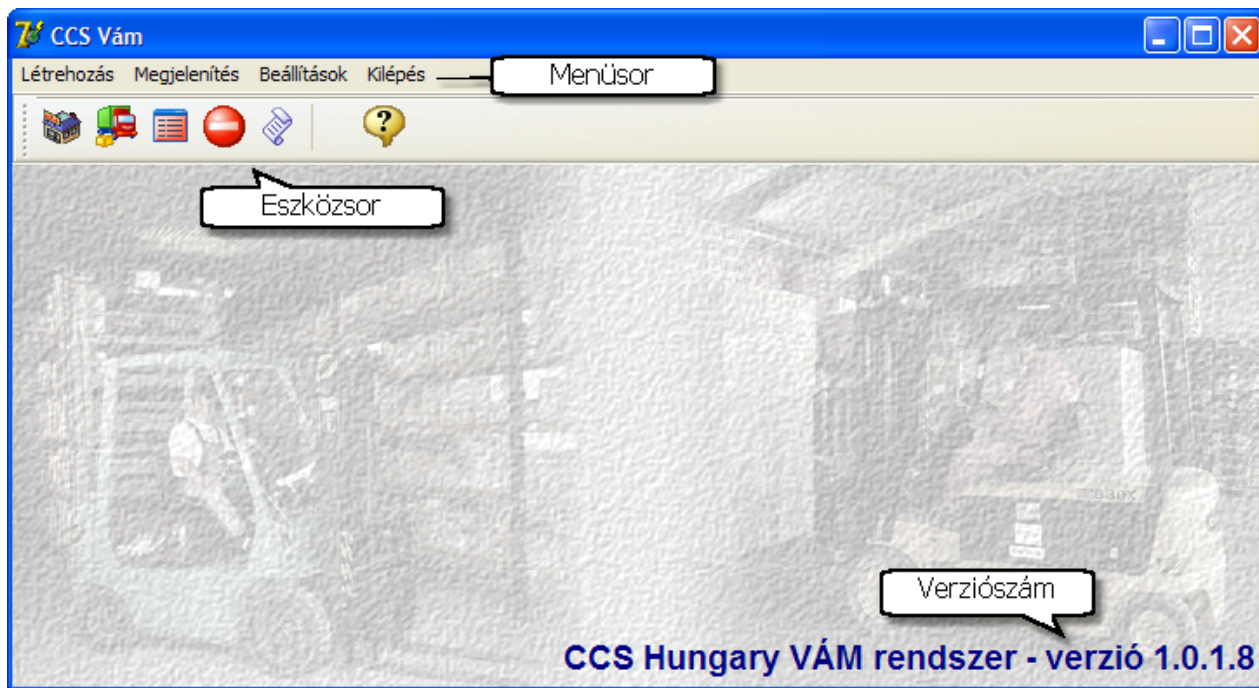 CCS Vám
Létrehozás Megjelenítés Beállítások Kilépés
Menüsor
Eszközsor
Verziószám
CCS Hungary VÁM rendszer - verzió 1.0.1.8